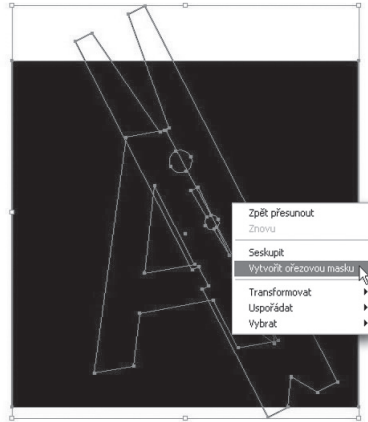 Zpět přesunout
Znovu
Seskupit
Vytvořit ořezovou masku
Transformovat
Uspořádat
Vybrat